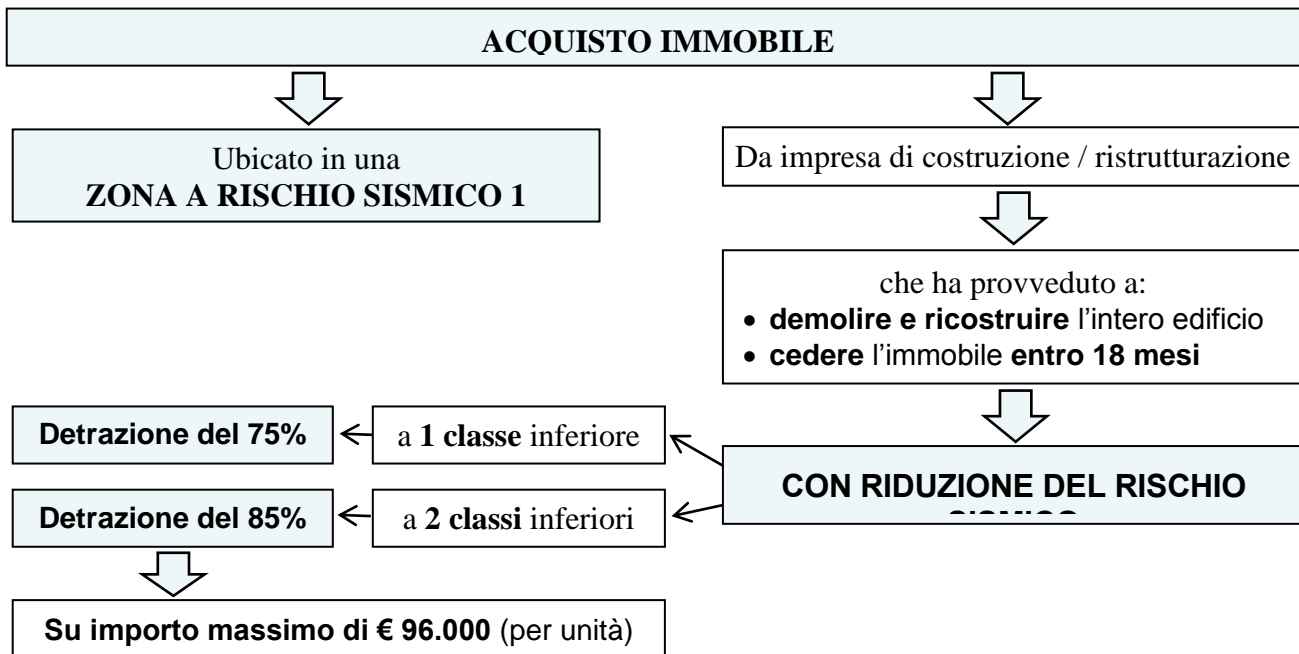 ACQUISTO IMMOBILE
Ubicato in una
ZONA A RISCHIO SISMICO 1
Da impresa di costruzione / ristrutturazione
che ha provveduto a:
• demolire e ricostruire l’intero edificio
• cedere l’immobile entro 18 mesi
CON RIDUZIONE DEL RISCHIO
SISMICO
a 1 classe inferiore
Detrazione del 75%
a 2 classi inferiori
Detrazione del 85%
Su importo massimo di € 96.000 (per unità)